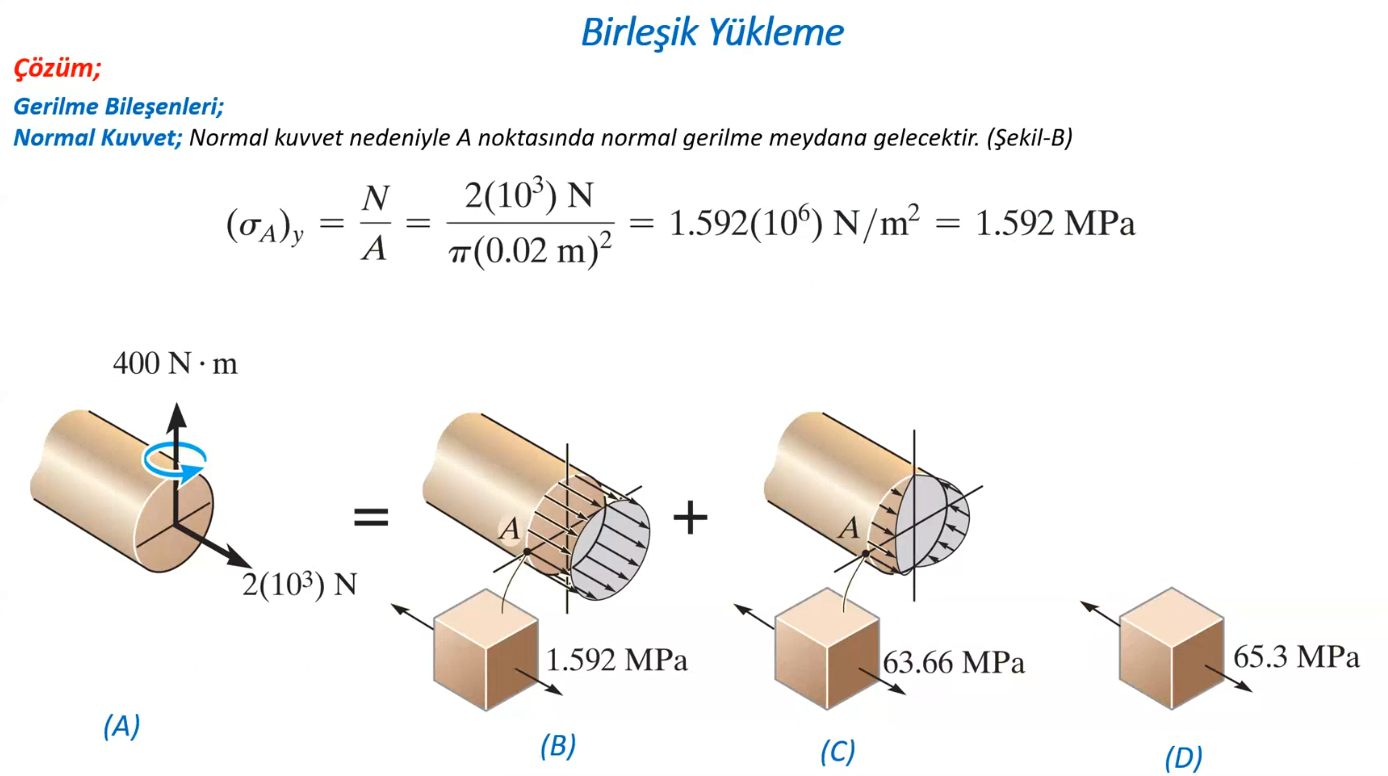 Birleşik Yükleme
Çözüm;
Gerilme Bileşenleri;
Normal Kuvvet; Normal kuvvet nedeniyle A noktasında normal gerilme meydana gelecektir. (Şekil-B)
(σ_A)_y = N/A = 2(10³) N / π(0.02 m)² = 1.592(10⁶) N/m² = 1.592 MPa
400 N · m
=
+
A
A
2(10³) N
1.592 MPa
63.66 MPa
65.3 MPa
(A)
(B)
(C)
(D)